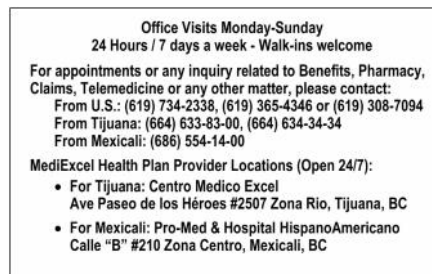 Office Visits Monday-Sunday
24 Hours / 7 days a week - Walk-ins welcome
For appointments or any inquiry related to Benefits, Pharmacy,
Claims, Telemedicine or any other matter, please contact:
From U.S.: (619) 734-2338, (619) 365-4346 or (619) 308-7094
From Tijuana: (664) 633-83-00, (664) 634-34-34
From Mexicali: (686) 554-14-00
MediExcel Health Plan Provider Locations (Open 24/7):
• For Tijuana: Centro Medico Excel
Ave Paseo de los Héroes #2507 Zona Rio, Tijuana, BC
• For Mexicali: Pro-Med & Hospital HispanoAmericano
Calle “B” #210 Zona Centro, Mexicali, BC